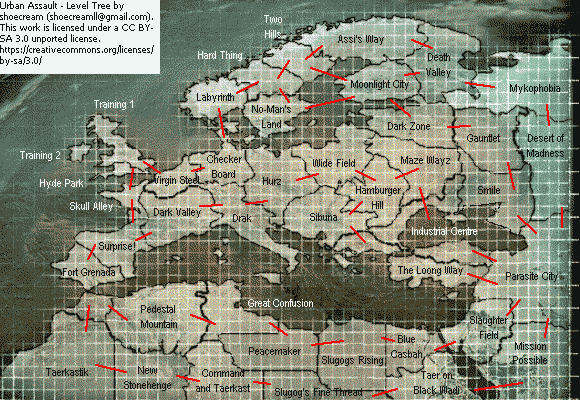 Urban Assault - Level Tree by
shoecream (shoecreamll@gmail.com).
This work is licensed under a CC BY-
SA 3.0 unported license.
https://creativecommons.org/licenses/
by-sa/3.0/
Two
Hills
Assi's Way
Hard Thing
Death
Valley
Moonlight City
Mykophobia
Labyrinth
Training 1
No-Man's
Land
Dark Zone
Gauntlet
Desert of
Madness
Training 2
Checker
Board
Wide Field
Maze Wayz
Hyde Park
Virgin Steel
Hurz
Hamburger
Hill
Smile
Skull Alley
Dark Valley
Drak
Sibuna
Industrial Centre
Surprise!
Fort Grenada
The Loong Way
Parasite City
Great Confusion
Pedestal
Mountain
Slaughter
Field
Peacemaker
Blue
Casbah
Slugogs Rising
Mission
Possible
Taerkastik
New
Stonehenge
Command
and Taerkast
Slugog's Fine Thread
Taer on
Black Wadi